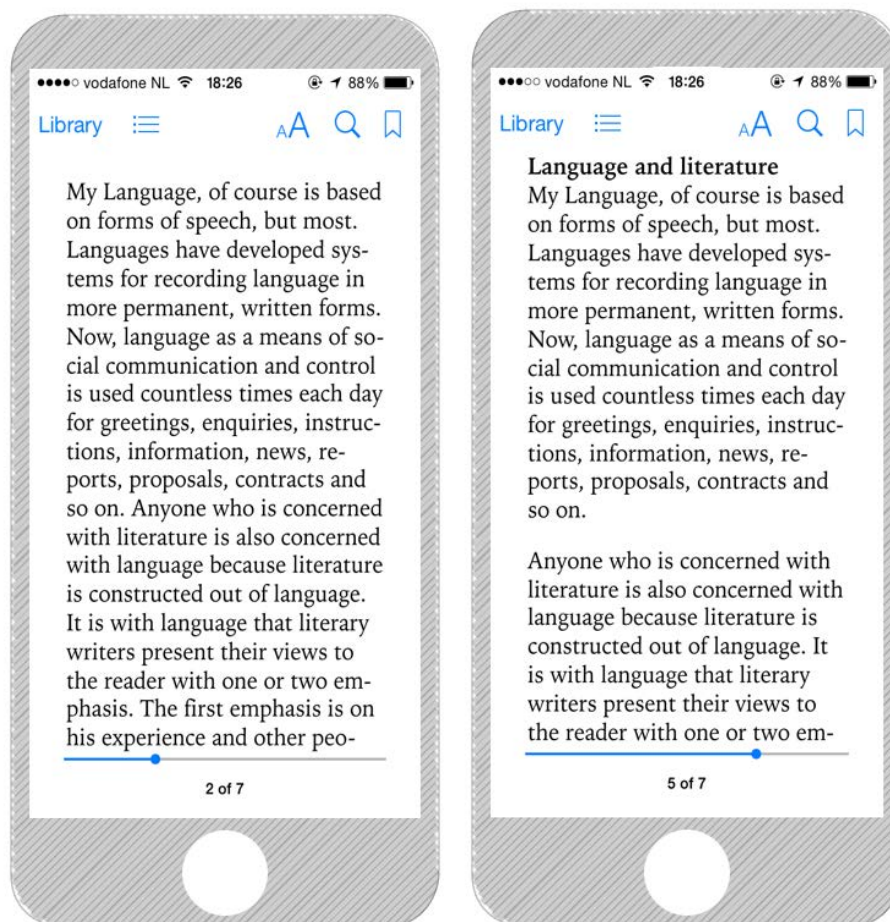 vodafone NL 18:26 88%
Library AA
My Language, of course is based
on forms of speech, but most.
Languages have developed sys-
tems for recording language in
more permanent, written forms.
Now, language as a means of so-
cial communication and control
is used countless times each day
for greetings, enquiries, instruc-
tions, information, news, re-
ports, proposals, contracts and
so on. Anyone who is concerned
with literature is also concerned
with language because literature
is constructed out of language.
It is with language that literary
writers present their views to
the reader with one or two em-
phasis. The first emphasis is on
his experience and other peo-
2 of 7
vodafone NL 18:26 88%
Library AA
Language and literature
My Language, of course is based
on forms of speech, but most.
Languages have developed sys-
tems for recording language in
more permanent, written forms.
Now, language as a means of so-
cial communication and control
is used countless times each day
for greetings, enquiries, instruc-
tions, information, news, re-
ports, proposals, contracts and
so on.
Anyone who is concerned with
literature is also concerned with
language because literature is
constructed out of language. It
is with language that literary
writers present their views to
the reader with one or two em-
5 of 7